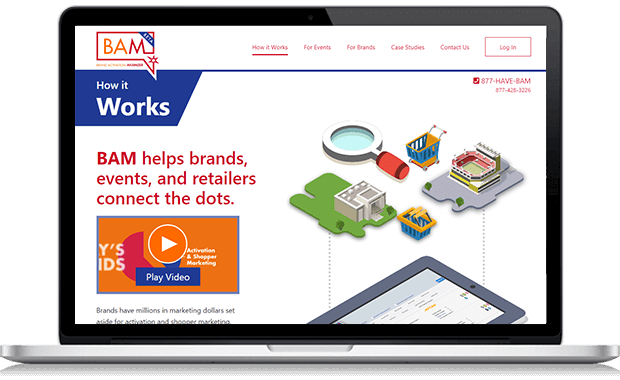 BAM
BETA
BRAND ACTIVATION MANAGER
How it Works
For Events
For Brands
Case Studies
Contact Us
Log In
877-HAVE-BAM
877-428-3226
How it
Works
BAM helps brands,
events, and retailers
connect the dots.
Y'S
IDS
Activation
& Shopper
Marketing
Play Video
Brands have millions in marketing dollars set
aside for activation and shopper marketing.